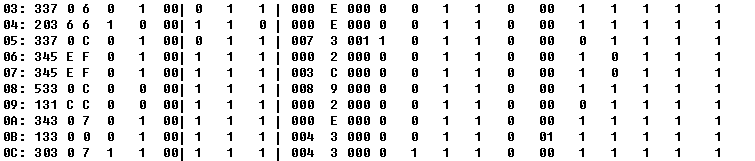 03: 337 0 6 0 1 00| 0 1 1 | 000 E 000 0 0 1 1 0 00 1 1 1 1 1
04: 203 6 6 1 0 00| 1 1 0 | 000 E 000 0 0 1 1 0 00 1 1 1 1 1
05: 337 0 C 0 1 00| 0 1 1 | 007 3 001 1 0 1 1 0 00 0 1 1 1 1
06: 345 E F 0 1 00| 1 1 1 | 000 2 000 0 0 1 1 0 00 1 0 1 1 1
07: 345 E F 0 1 00| 1 1 1 | 003 C 000 0 0 1 1 0 00 1 0 1 1 1
08: 533 0 C 0 0 00| 1 1 1 | 008 9 000 0 0 1 1 0 00 1 1 1 1 1
09: 131 C C 0 0 00| 1 1 1 | 000 2 000 0 0 1 1 0 00 0 1 1 1 1
0A: 343 0 7 0 1 00| 1 1 1 | 000 E 000 0 0 1 1 0 00 1 1 1 1 1
0B: 133 0 0 0 1 00| 1 1 1 | 004 3 000 0 0 1 1 0 01 1 1 1 1 1
0C: 303 0 7 1 1 00| 1 1 1 | 004 3 000 0 1 1 1 0 00 1 1 1 1 1